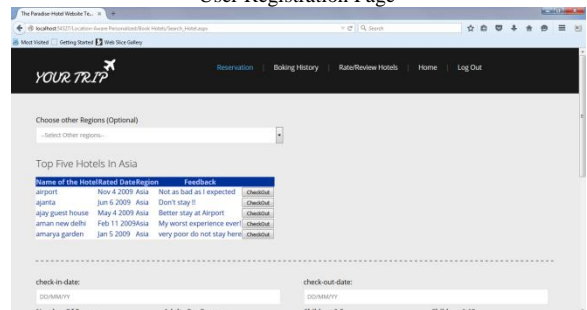 User Registration Page
The Paradise-Hotel Website Te...
localhost:54327/Location-Aware-Personalized/Book Hotels/Search_Hotel.aspx
Search
Most Visited Getting Started Web Slice Gallery
YOUR TRIP
Reservation | Boking History | Rate/Review Hotels | Home | Log Out
Choose other Regions (Optional)
--Select Other regions--
Top Five Hotels In Asia
Name of the Hotel Rated Date Region Feedback
airport Nov 4 2009 Asia Not as bad as I expected CheckOut
ajanta Jun 6 2009 Asia Don't stay !! CheckOut
ajay guest house May 4 2009 Asia Better stay at Airport CheckOut
aman new delhi Feb 11 2009 Asia My worst experience ever! CheckOut
amarya garden Jan 5 2009 Asia very poor do not stay here CheckOut
check-in-date: check-out-date:
DD/MM/YY DD/MM/YY